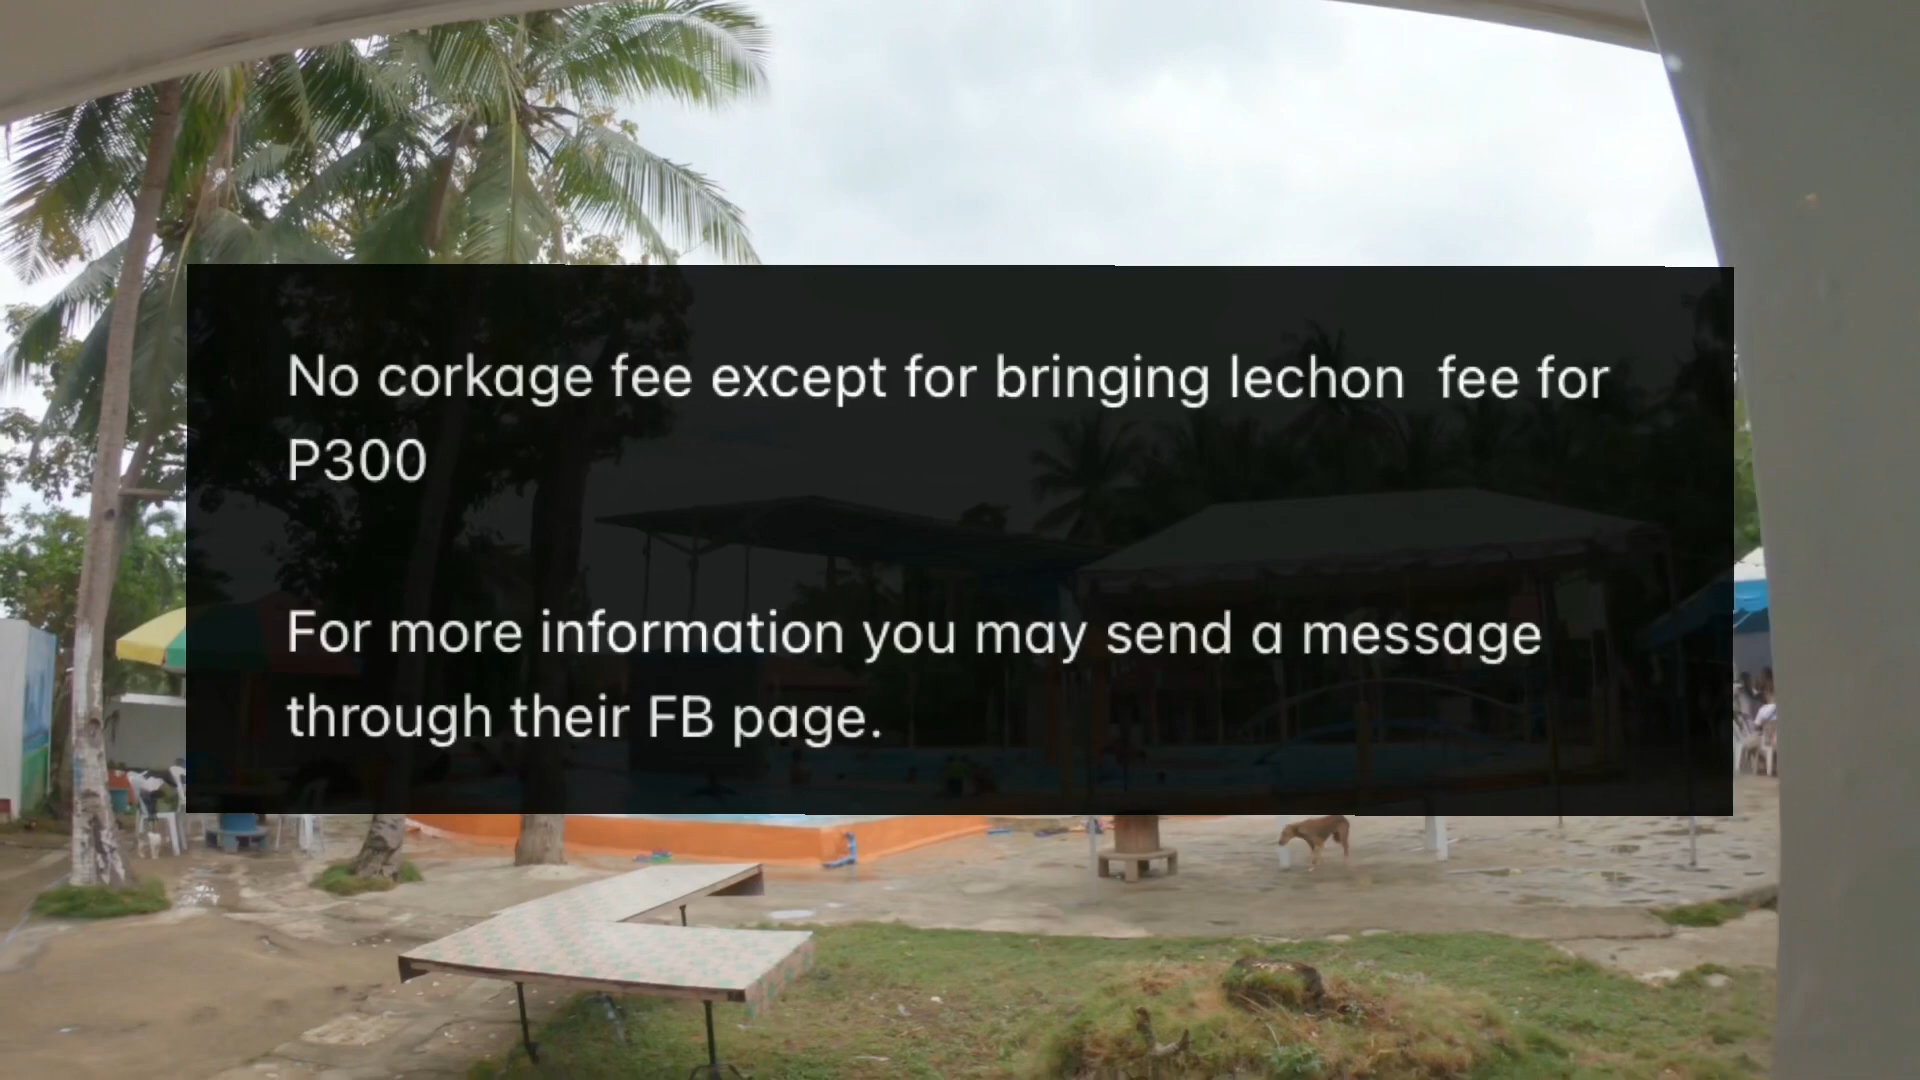 No corkage fee except for bringing lechon  fee for
P300
For more information you may send a message
through their FB page.